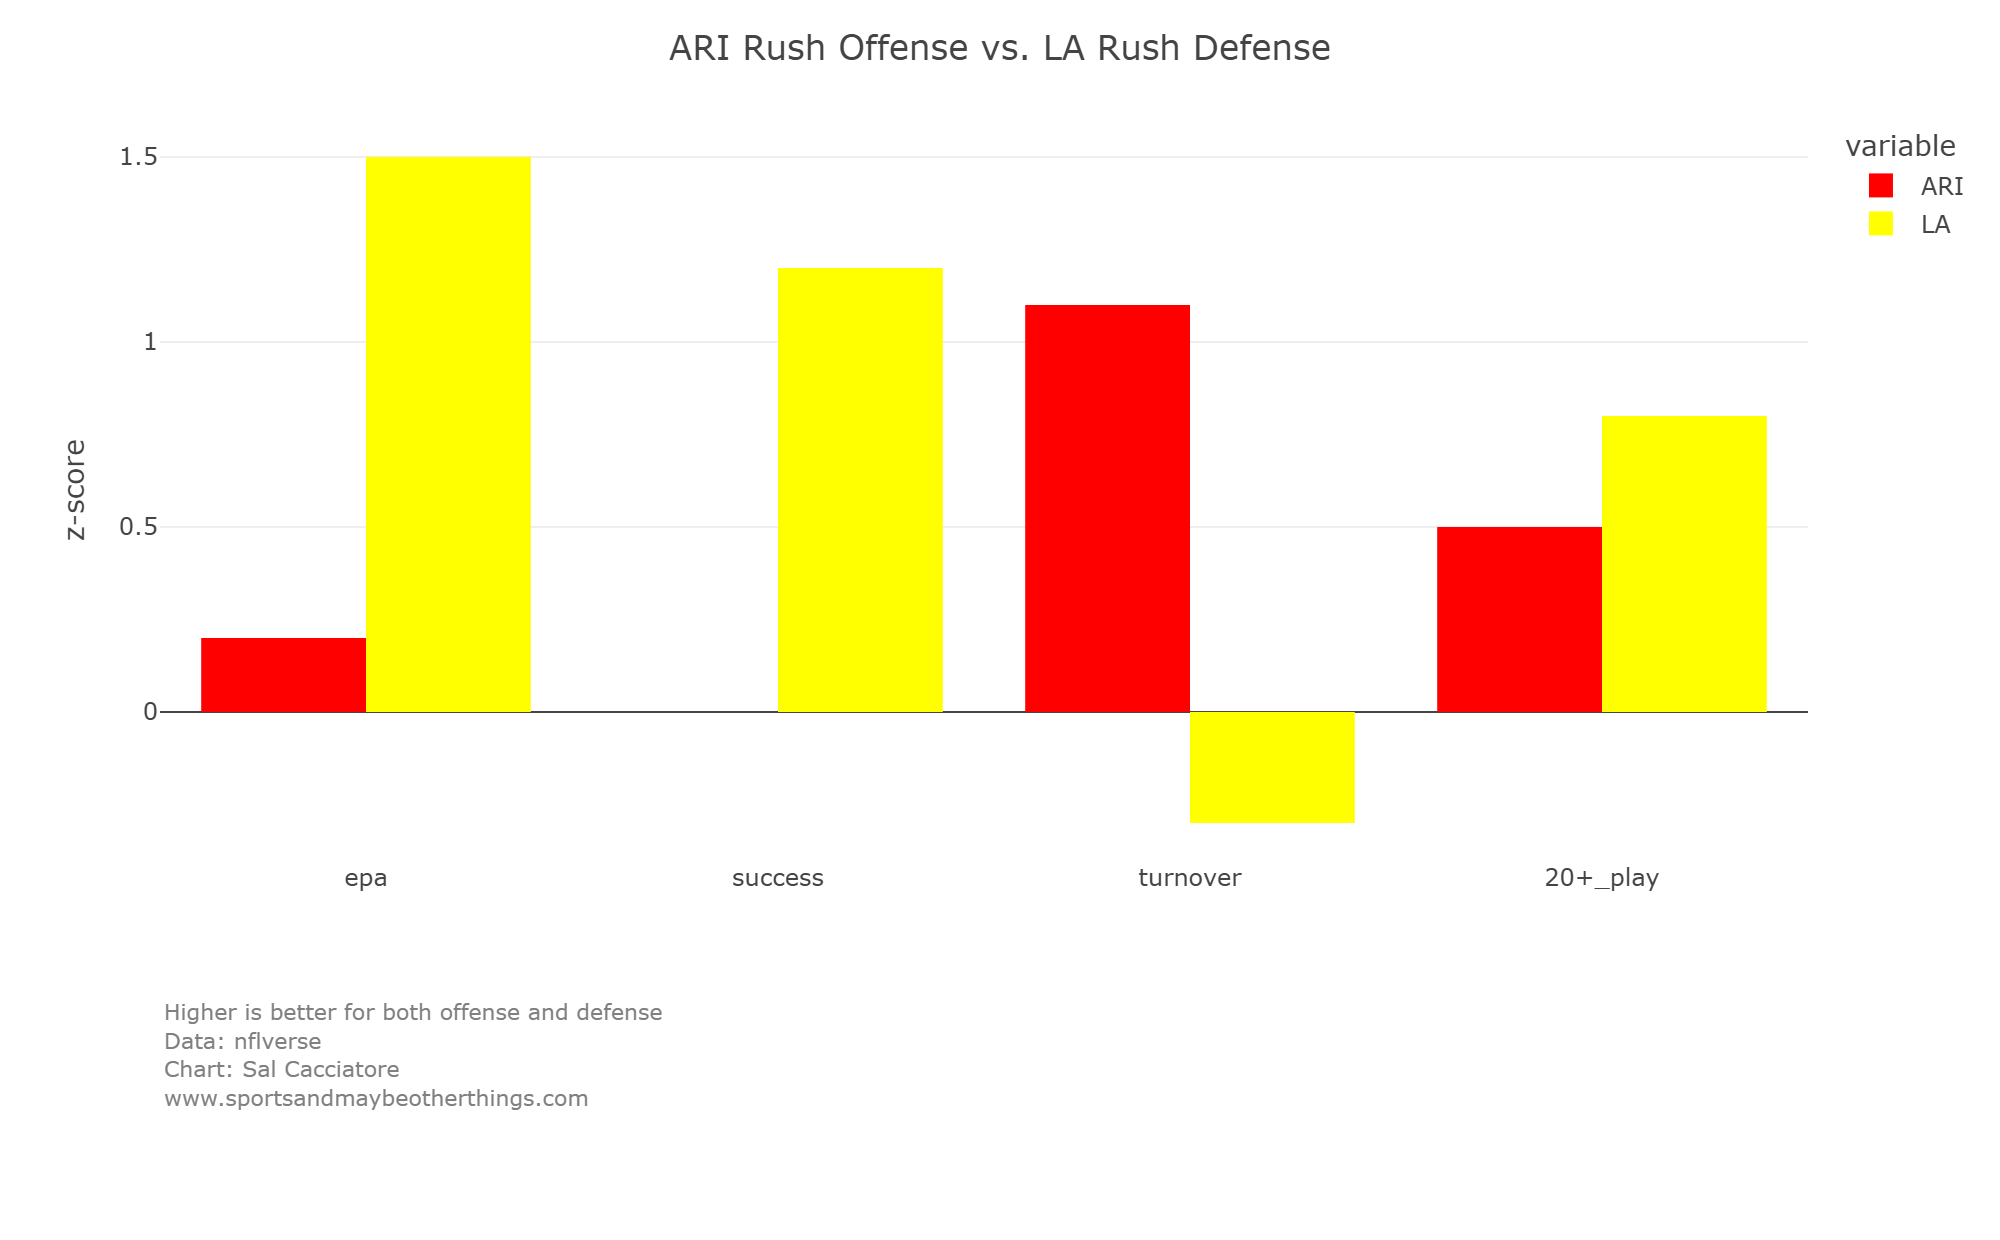 ARI Rush Offense vs. LA Rush Defense
variable
ARI
LA
1.5
1
0.5
0
z-score
epa
success
turnover
20+_play
Higher is better for both offense and defense
Data: nflverse
Chart: Sal Cacciatore
www.sportsandmaybeotherthings.com